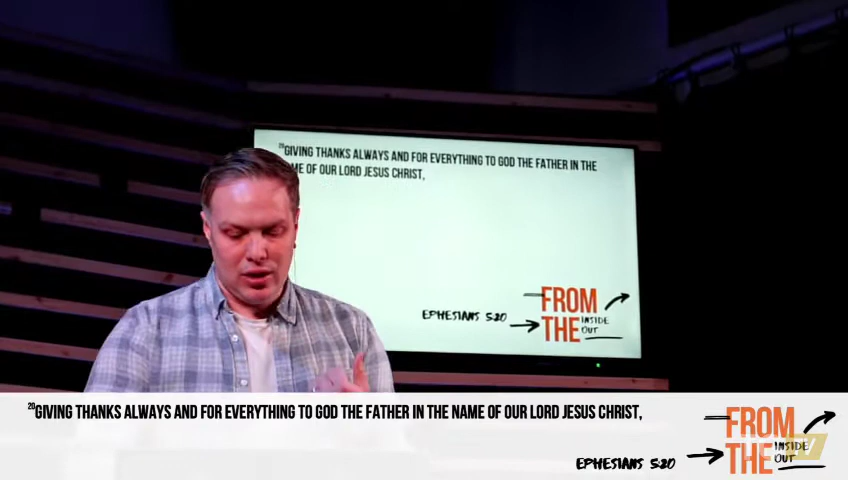 20GIVING THANKS ALWAYS AND FOR EVERYTHING TO GOD THE FATHER IN THE
OF OUR LORD JESUS CHRIST,
EPHESIANS 5:20
FROM
THE
INSIDE
OUT
20GIVING THANKS ALWAYS AND FOR EVERYTHING TO GOD THE FATHER IN THE NAME OF OUR LORD JESUS CHRIST,
EPHESIANS 5:20
FROM
THE
INSIDE
OUT